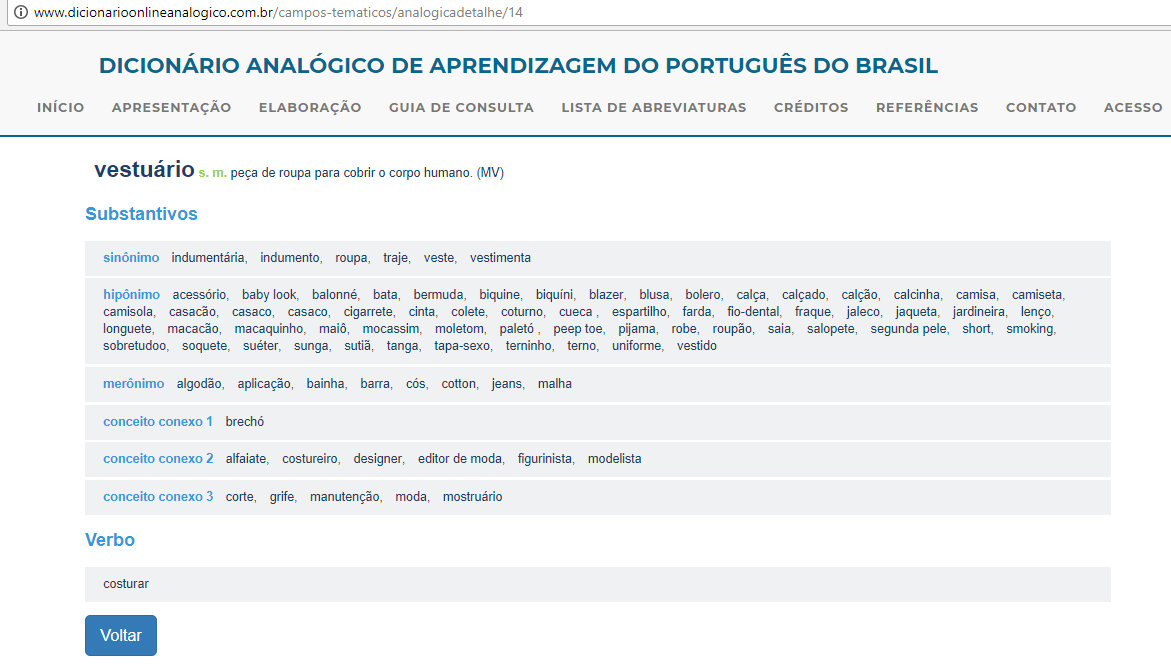 www.dicionarioonlineanalogico.com.br/campos-tematicos/analogicadetalhe/14
DICIONÁRIO ANALÓGICO DE APRENDIZAGEM DO PORTUGUÊS DO BRASIL
INÍCIO APRESENTAÇÃO ELABORAÇÃO GUIA DE CONSULTA LISTA DE ABREVIATURAS CRÉDITOS REFERÊNCIAS CONTATO ACESSO
vestuário s. m. peça de roupa para cobrir o corpo humano. (MV)
Substantivos
sinônimo indumentária, indumento, roupa, traje, veste, vestimenta
hipônimo acessório, baby look, balonné, bata, bermuda, biquine, biquíni, blazer, blusa, bolero, calça, calçado, calção, calcinha, camisa, camiseta,
camisola, casacão, casaco, casaco, cigarrete, cinta, colete, coturno, cueca , espartilho, farda, fio-dental, fraque, jaleco, jaqueta, jardineira, lenço,
longuete, macacão, macaquinho, maiô, mocassim, moletom, paletó , peep toe, pijama, robe, roupão, saia, salopete, segunda pele, short, smoking,
sobretudoo, soquete, suéter, sunga, sutiã, tanga, tapa-sexo, terninho, terno, uniforme, vestido
merônimo algodão, aplicação, bainha, barra, cós, cotton, jeans, malha
conceito conexo 1 brechó
conceito conexo 2 alfaiate, costureiro, designer, editor de moda, figurinista, modelista
conceito conexo 3 corte, grife, manutenção, moda, mostruário
Verbo
costurar
Voltar